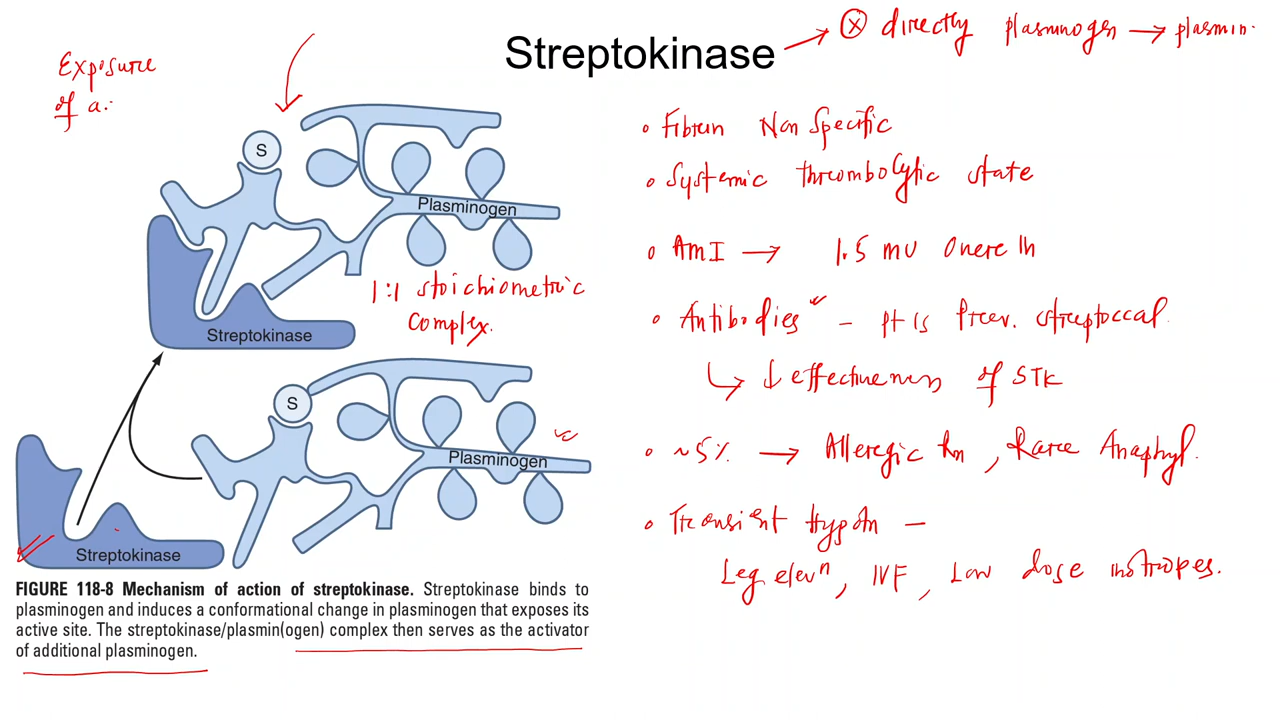 Streptokinase → ⊗ directly plasminogen → plasmin.
Exposure
of a.
S
Plasminogen
1:1 stoichiometric
complex.
Streptokinase
S
Plasminogen
Streptokinase
FIGURE 118-8 Mechanism of action of streptokinase. Streptokinase binds to
plasminogen and induces a conformational change in plasminogen that exposes its
active site. The streptokinase/plasmin(ogen) complex then serves as the activator
of additional plasminogen.
• Fibrin Non Specific
• Systemic thrombolytic state
• AMI → 1.5 mu over 1h
• Antibodies – pt is prev. streptoccal
↳ ↓ effectiveness of STK
• ~5% → Allergic Rn, Rare Anaphyl.
• Transient Hypotn –
Leg elevn, IVF, Low dose inotropes.